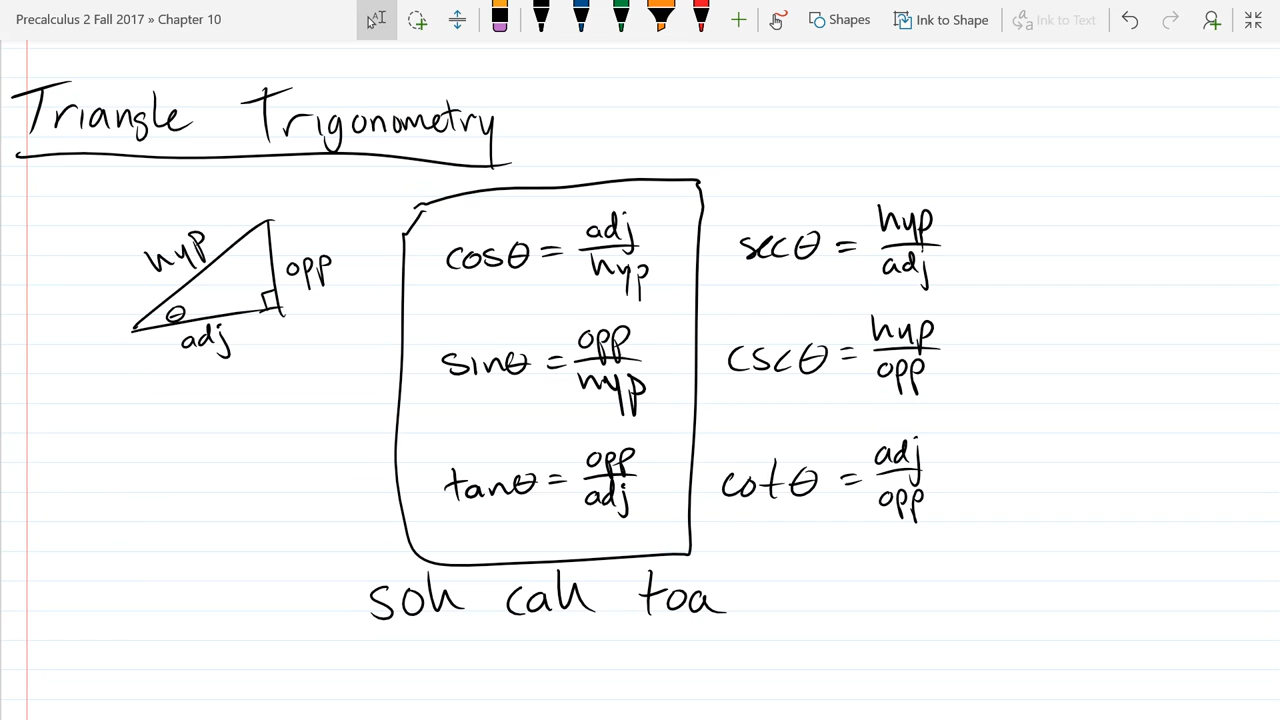 Precalculus 2 Fall 2017 » Chapter 10
Shapes
Ink to Shape
Ink to Text
Triangle Trigonometry
hyp
opp
θ
adj
cosθ = adj/hyp
secθ = hyp/adj
sinθ = opp/hyp
cscθ = hyp/opp
tanθ = opp/adj
cotθ = adj/opp
soh cah toa